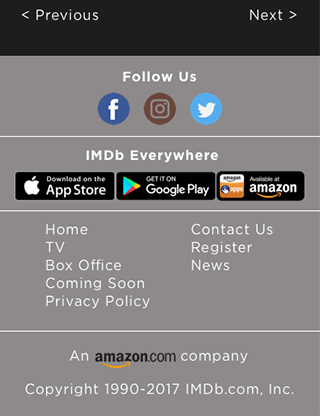 < Previous Next >
Follow Us
IMDb Everywhere
Download on the
App Store
GET IT ON
Google Play
amazon
apps
Available at
amazon
Home Contact Us
TV Register
Box Office News
Coming Soon
Privacy Policy
An amazon.com company
Copyright 1990-2017 IMDb.com, Inc.